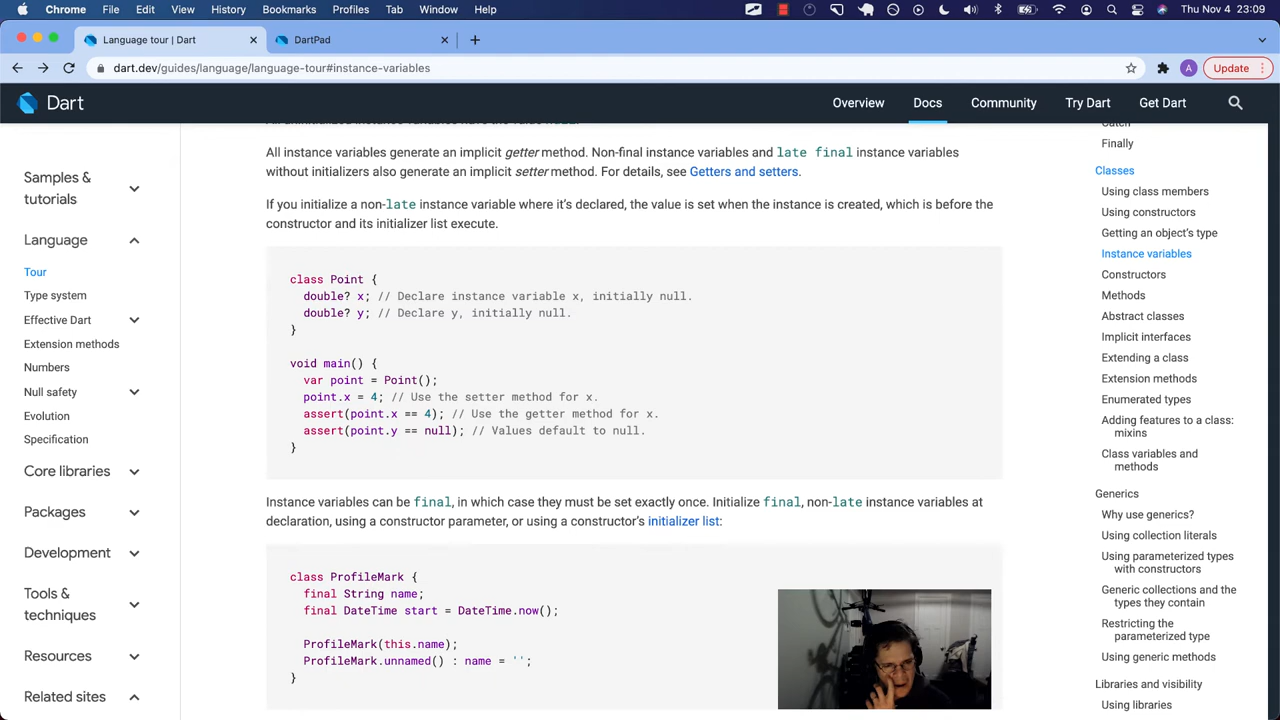 Chrome File Edit View History Bookmarks Profiles Tab Window Help Thu Nov 4 23:09
Language tour | Dart
DartPad
dart.dev/guides/language/language-tour#instance-variables
A
Update
Dart
Overview Docs Community Try Dart Get Dart
Samples &
tutorials
Language
Tour
Type system
Effective Dart
Extension methods
Numbers
Null safety
Evolution
Specification
Core libraries
Packages
Development
Tools &
techniques
Resources
Related sites
All uninitialized instance variables have the value null.
All instance variables generate an implicit getter method. Non-final instance variables and late final instance variables
without initializers also generate an implicit setter method. For details, see Getters and setters.
If you initialize a non-late instance variable where it's declared, the value is set when the instance is created, which is before the
constructor and its initializer list execute.
class Point {
double? x; // Declare instance variable x, initially null.
double? y; // Declare y, initially null.
}
void main() {
var point = Point();
point.x = 4; // Use the setter method for x.
assert(point.x == 4); // Use the getter method for x.
assert(point.y == null); // Values default to null.
}
Instance variables can be final, in which case they must be set exactly once. Initialize final, non-late instance variables at
declaration, using a constructor parameter, or using a constructor's initializer list:
class ProfileMark {
final String name;
final DateTime start = DateTime.now();
ProfileMark(this.name);
ProfileMark.unnamed() : name = '';
}
Catch
Finally
Classes
Using class members
Using constructors
Getting an object's type
Instance variables
Constructors
Methods
Abstract classes
Implicit interfaces
Extending a class
Extension methods
Enumerated types
Adding features to a class:
mixins
Class variables and
methods
Generics
Why use generics?
Using collection literals
Using parameterized types
with constructors
Generic collections and the
types they contain
Restricting the
parameterized type
Using generic methods
Libraries and visibility
Using libraries